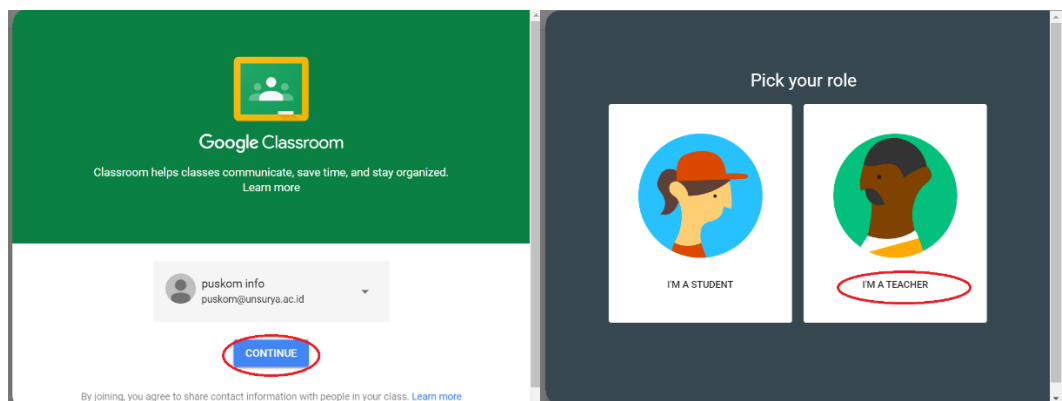 Google Classroom
Classroom helps classes communicate, save time, and stay organized.
Learn more
puskom info
puskom@unsurya.ac.id
CONTINUE
By joining, you agree to share contact information with people in your class. Learn more
Pick your role
I'M A STUDENT
I'M A TEACHER